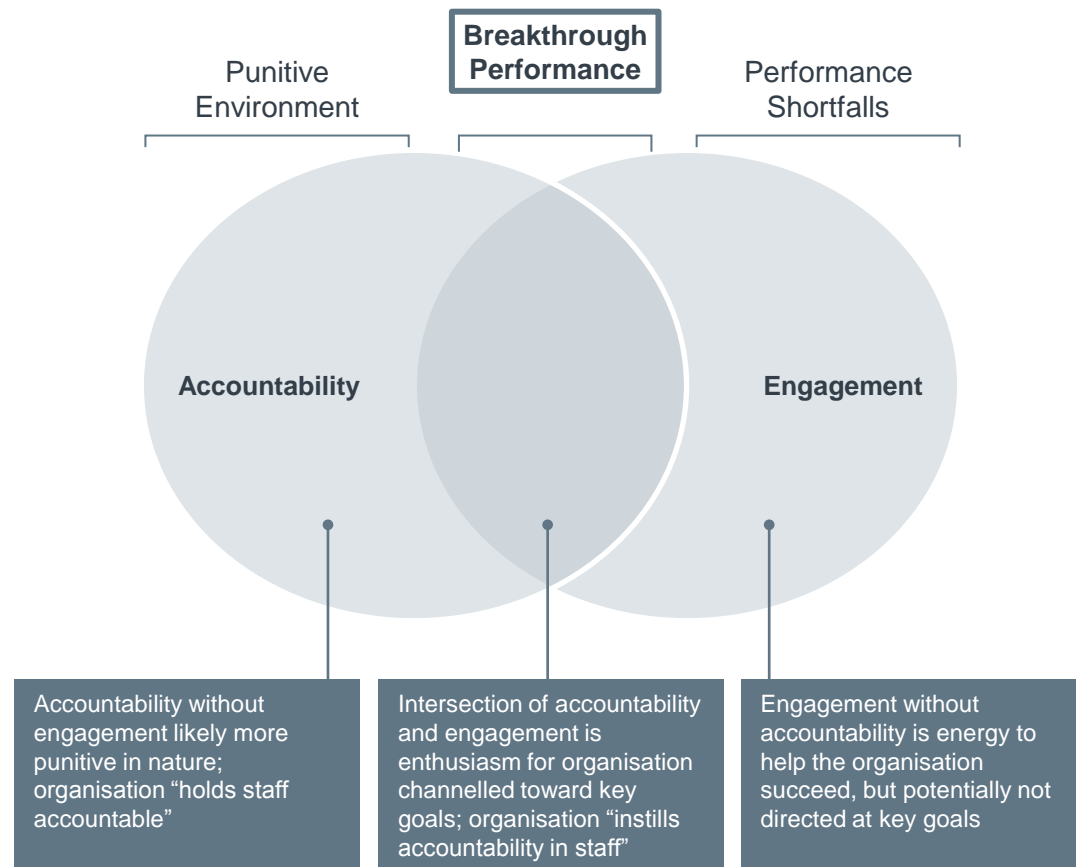 Breakthrough
Performance
Punitive
Environment
Performance
Shortfalls
Accountability
Engagement
Accountability without
engagement likely more
punitive in nature;
organisation “holds staff
accountable”
Intersection of accountability
and engagement is
enthusiasm for organisation
channelled toward key
goals; organisation “instills
accountability in staff”
Engagement without
accountability is energy to
help the organisation
succeed, but potentially not
directed at key goals